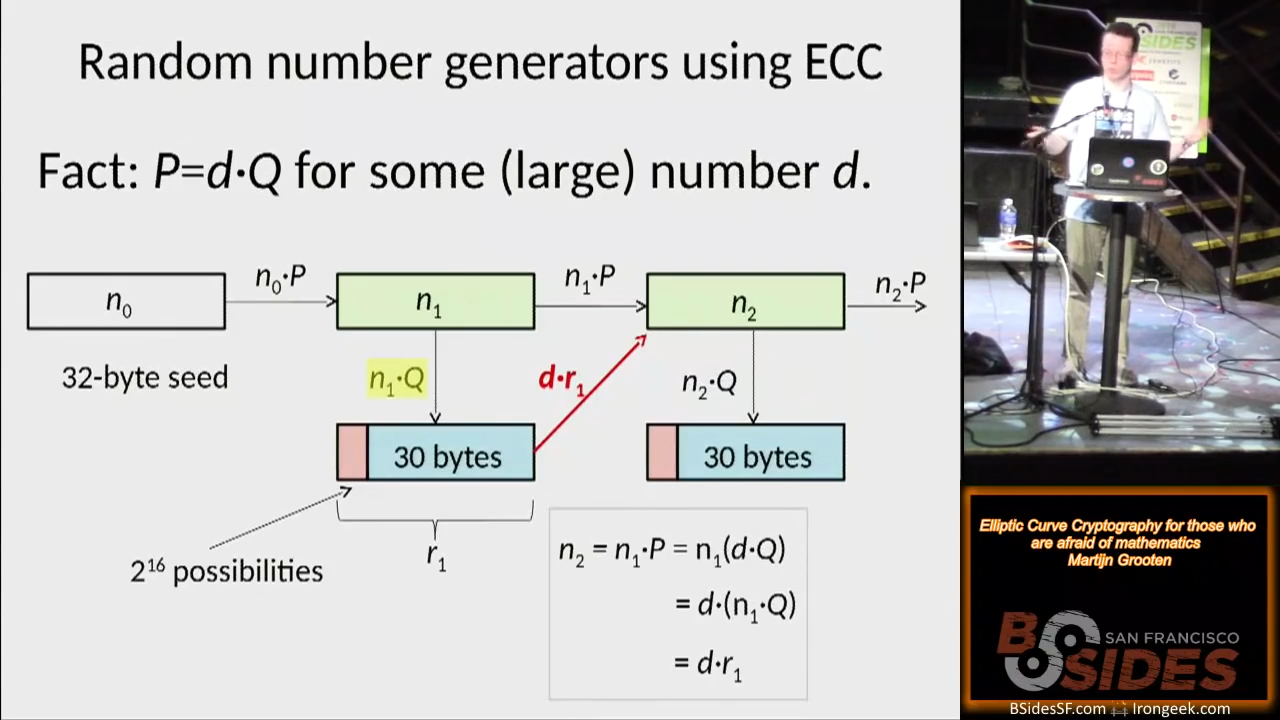 Random number generators using ECC
Fact: P=d·Q for some (large) number d.
n₀
n₀·P
n₁
n₁·P
n₂
n₂·P
32-byte seed
n₁·Q
d·r₁
n₂·Q
30 bytes
30 bytes
2¹⁶ possibilities
r₁
n₂ = n₁·P = n₁(d·Q)
= d·(n₁·Q)
= d·r₁
SIDES
Elliptic Curve Cryptography for those who
are afraid of mathematics
Martijn Grooten
BSIDES
SAN FRANCISCO
BSidesSF.com Irongeek.com